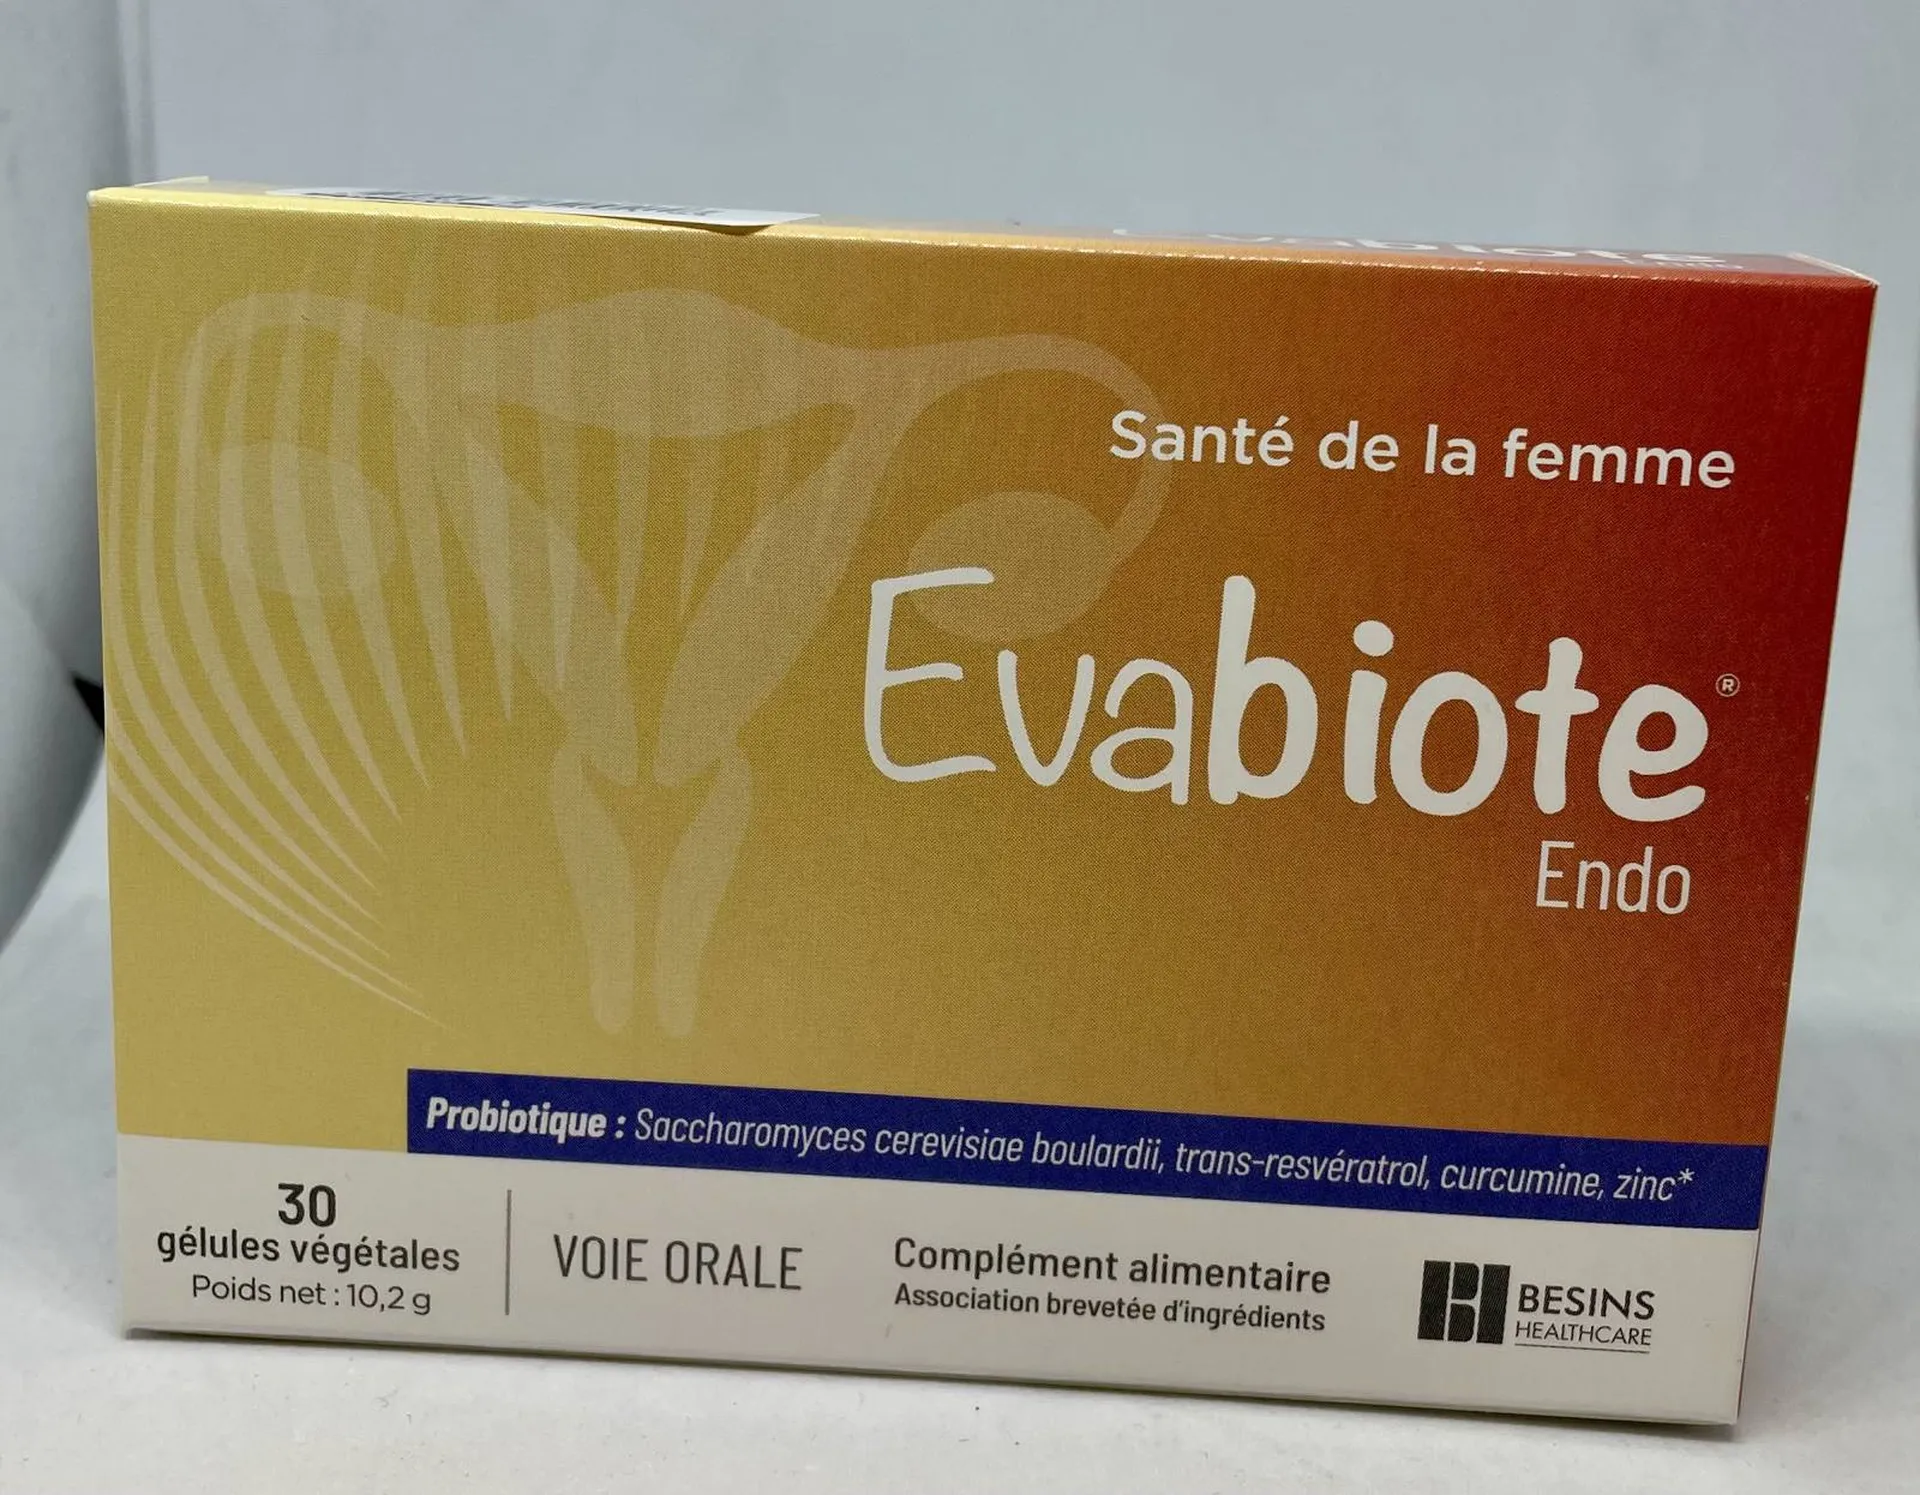 Santé de la femme
Evabiote®
Endo
Probiotique : Saccharomyces cerevisiae boulardii, trans-resvératrol, curcumine, zinc*
30
gélules végétales
Poids net : 10,2 g
VOIE ORALE
Complément alimentaire
Association brevetée d'ingrédients
BESINS
HEALTHCARE